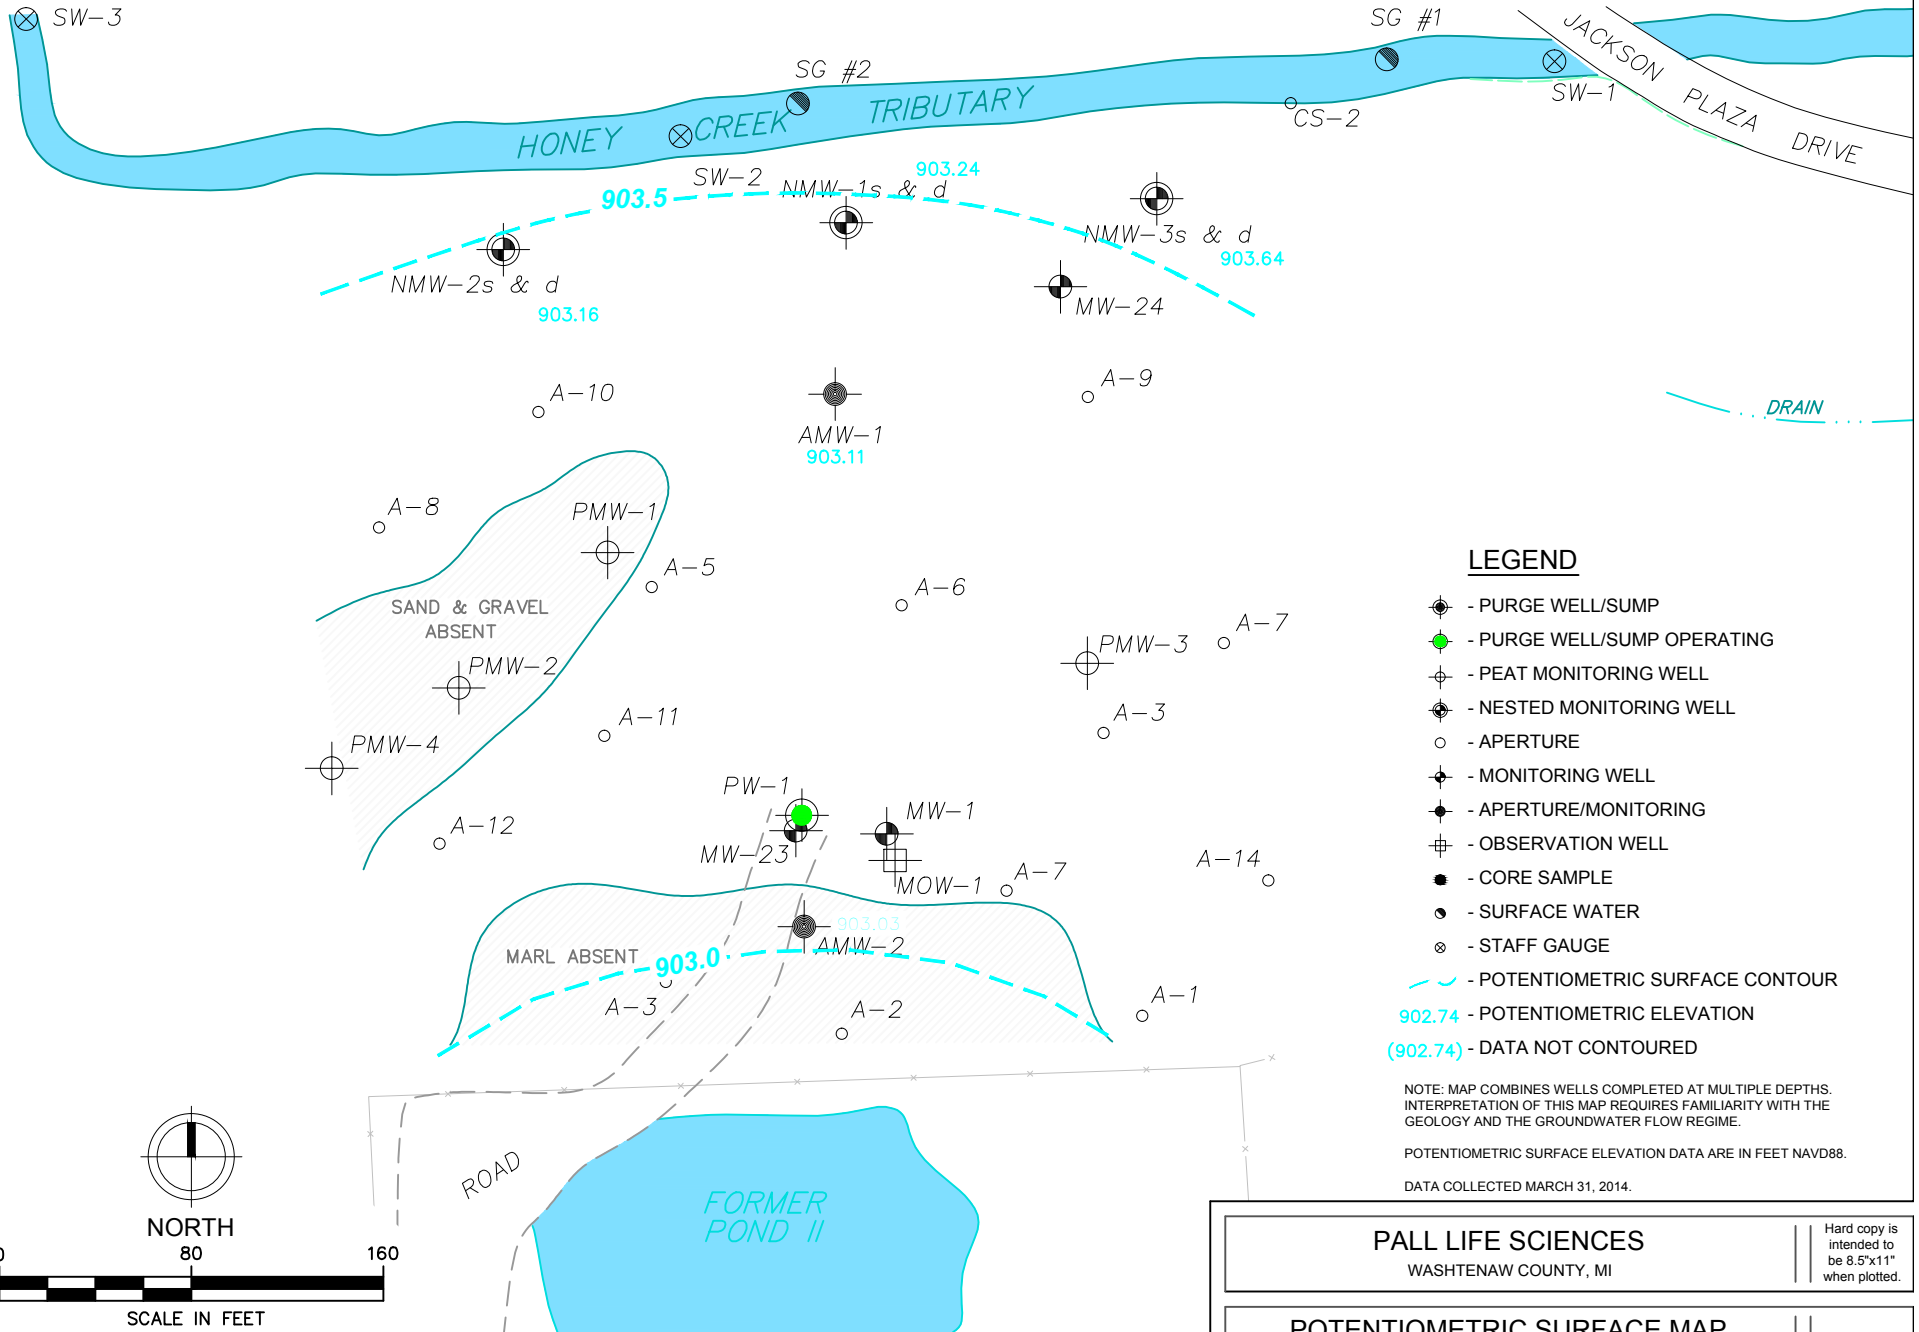 SW-3
SG #1
SG #2
JACKSON PLAZA DRIVE
SW-1
HONEY CREEK TRIBUTARY
CS-2
SW-2
903.24
903.5
NMW-1s & d
NMW-3s & d
903.64
NMW-2s & d
903.16
MW-24
A-10
A-9
AMW-1
903.11
DRAIN
A-8
PMW-1
A-5
A-6
SAND & GRAVEL
ABSENT
A-7
PMW-2
PMW-3
A-11
A-3
PMW-4
PW-1
MW-1
A-12
MW-23
MOW-1
A-7
A-14
903.03
AMW-2
MARL ABSENT
903.0
A-3
A-2
A-1
ROAD
FORMER
POND II
NORTH
0 80 160
SCALE IN FEET
LEGEND
- PURGE WELL/SUMP
- PURGE WELL/SUMP OPERATING
- PEAT MONITORING WELL
- NESTED MONITORING WELL
- APERTURE
- MONITORING WELL
- APERTURE/MONITORING
- OBSERVATION WELL
- CORE SAMPLE
- SURFACE WATER
- STAFF GAUGE
- POTENTIOMETRIC SURFACE CONTOUR
902.74 - POTENTIOMETRIC ELEVATION
(902.74) - DATA NOT CONTOURED
NOTE: MAP COMBINES WELLS COMPLETED AT MULTIPLE DEPTHS.
INTERPRETATION OF THIS MAP REQUIRES FAMILIARITY WITH THE
GEOLOGY AND THE GROUNDWATER FLOW REGIME.
POTENTIOMETRIC SURFACE ELEVATION DATA ARE IN FEET NAVD88.
DATA COLLECTED MARCH 31, 2014.
PALL LIFE SCIENCES
WASHTENAW COUNTY, MI
Hard copy is
intended to
be 8.5"x11"
when plotted.
POTENTIOMETRIC SURFACE MAP